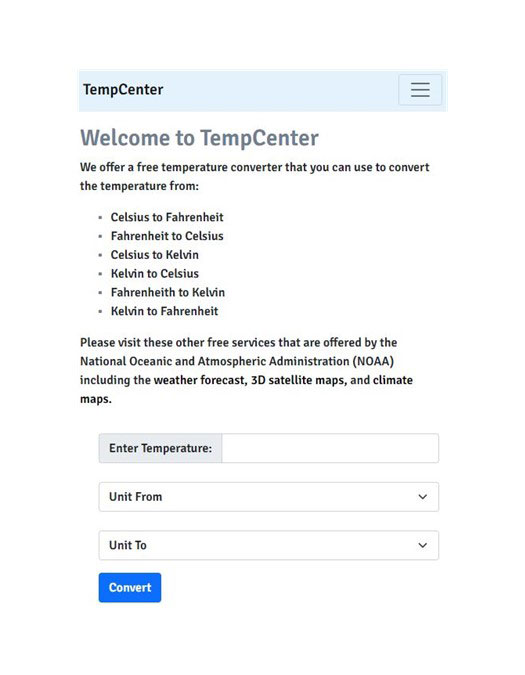 TempCenter
Welcome to TempCenter
We offer a free temperature converter that you can use to convert
the temperature from:
Celsius to Fahrenheit
Fahrenheit to Celsius
Celsius to Kelvin
Kelvin to Celsius
Fahrenheith to Kelvin
Kelvin to Fahrenheit
Please visit these other free services that are offered by the
National Oceanic and Atmospheric Administration (NOAA)
including the weather forecast, 3D satellite maps, and climate
maps.
Enter Temperature:
Unit From
Unit To
Convert